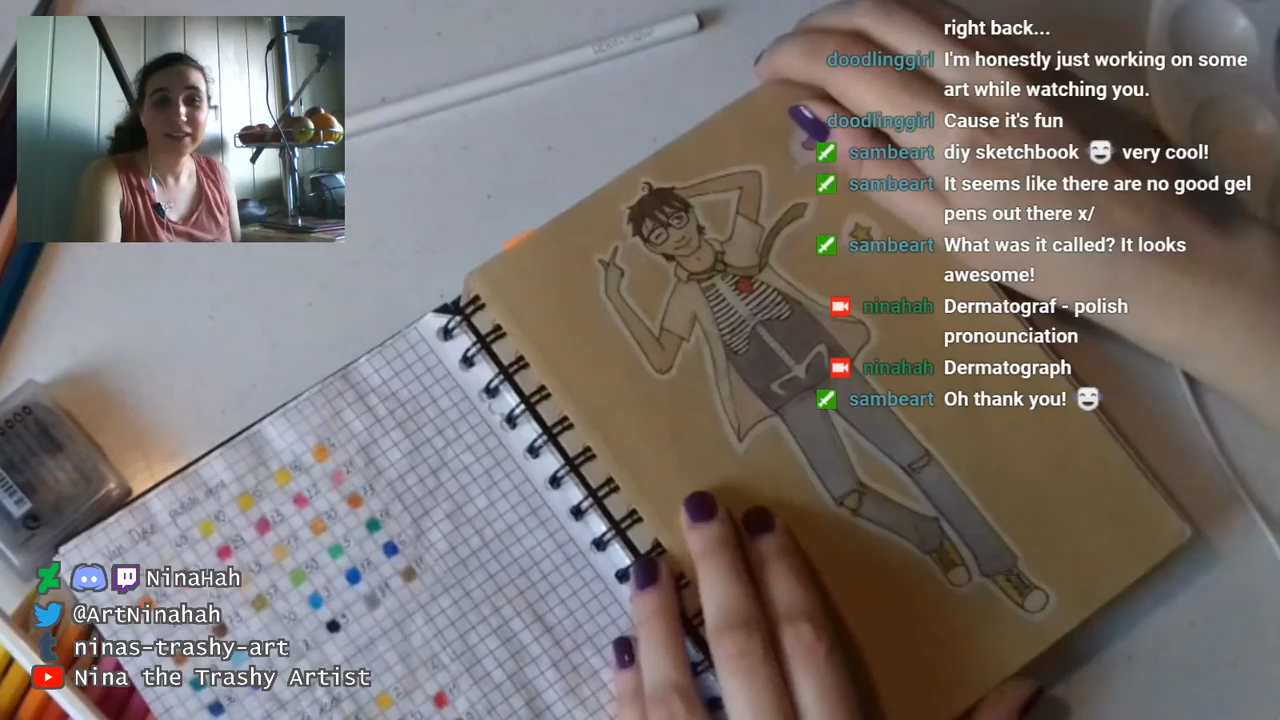 right back...
doodlinggirl I'm honestly just working on some
art while watching you.
doodlinggirl Cause it's fun
sambeart diy sketchbook very cool!
sambeart It seems like there are no good gel
pens out there x/
sambeart What was it called? It looks
awesome!
ninahah Dermatograf - polish
pronounciation
ninahah Dermatograph
sambeart Oh thank you!
NinaHah
@ArtNinahah
ninas-trashy-art
Nina the Trashy Artist